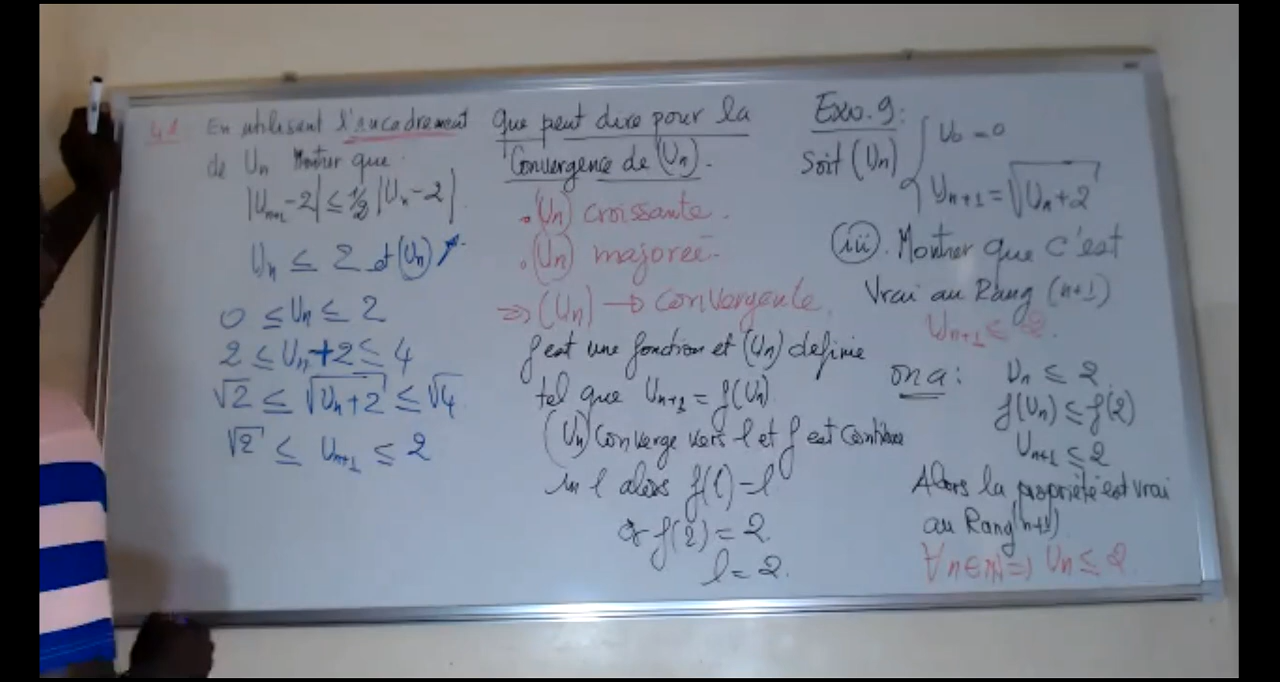 4.1 En utilisant l'encadrement
de Un Montrer que
|Un+1-2| ≤ 1/2 |Un-2|
Un ≤ 2 et (Un) ↗
0 ≤ Un ≤ 2
2 ≤ Un+2 ≤ 4
√2 ≤ √Un+2 ≤ √4
√2 ≤ Un+1 ≤ 2
Que peut dire pour la
Convergence de (Un).
. (Un) croissante.
. (Un) majorée.
=> (Un) → Convergente.
f est une fonction et (Un) definie
tel que Un+1 = f(Un)
(Un) Converge vers l et f est Continue
en l alors f(l) = l
or f(2) = 2.
l = 2.
Exo.9:
Soit (Un) { U0 = 0
Un+1 = √Un+2
(iii). Montrer que c'est
Vrai au Rang (n+1)
Un+1 ≤ 2.
on a: Un ≤ 2
f(Un) ≤ f(2)
Un+1 ≤ 2
Alors la propriété est vrai
au Rang (n+1)
∀n∈ℕ => Un ≤ 2